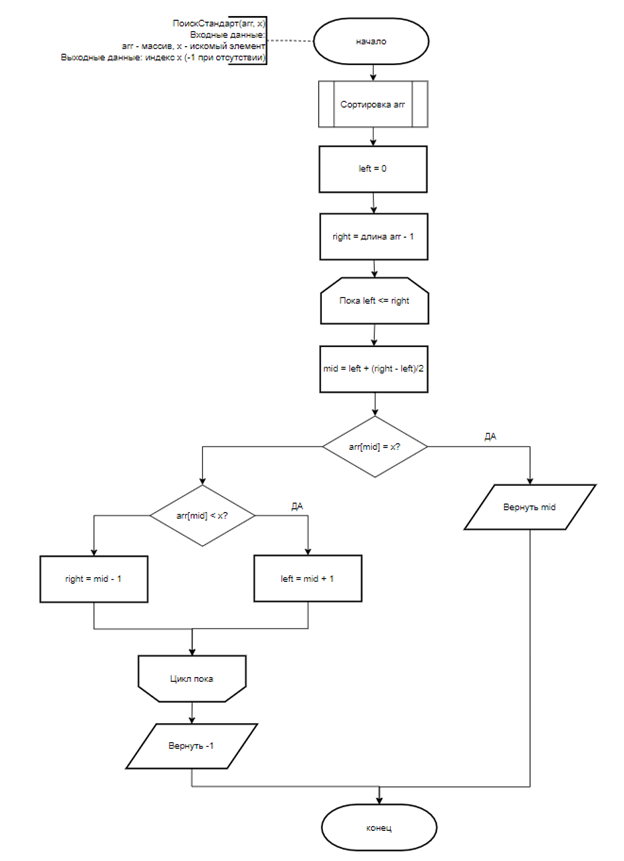 ПоискСтандарт(arr, x)
Входные данные:
arr - массив, x - искомый элемент
Выходные данные: индекс x (-1 при отсутствии)
начало
Сортировка arr
left = 0
right = длина arr - 1
Пока left <= right
mid = left + (right - left)/2
arr[mid] = x?
ДА
Вернуть mid
arr[mid] < x?
ДА
right = mid - 1
left = mid + 1
Цикл пока
Вернуть -1
конец